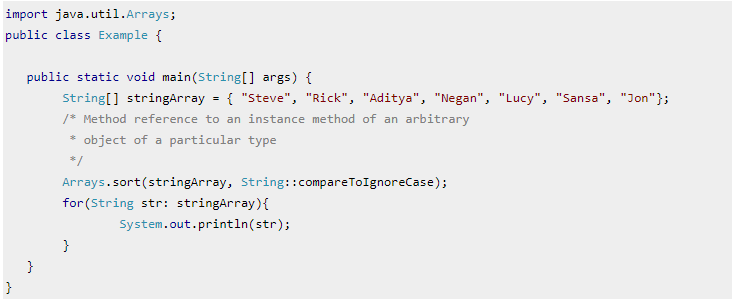 import java.util.Arrays;
public class Example {
public static void main(String[] args) {
String[] stringArray = { "Steve", "Rick", "Aditya", "Negan", "Lucy", "Sansa", "Jon"};
/* Method reference to an instance method of an arbitrary
* object of a particular type
*/
Arrays.sort(stringArray, String::compareToIgnoreCase);
for(String str: stringArray){
System.out.println(str);
}
}
}